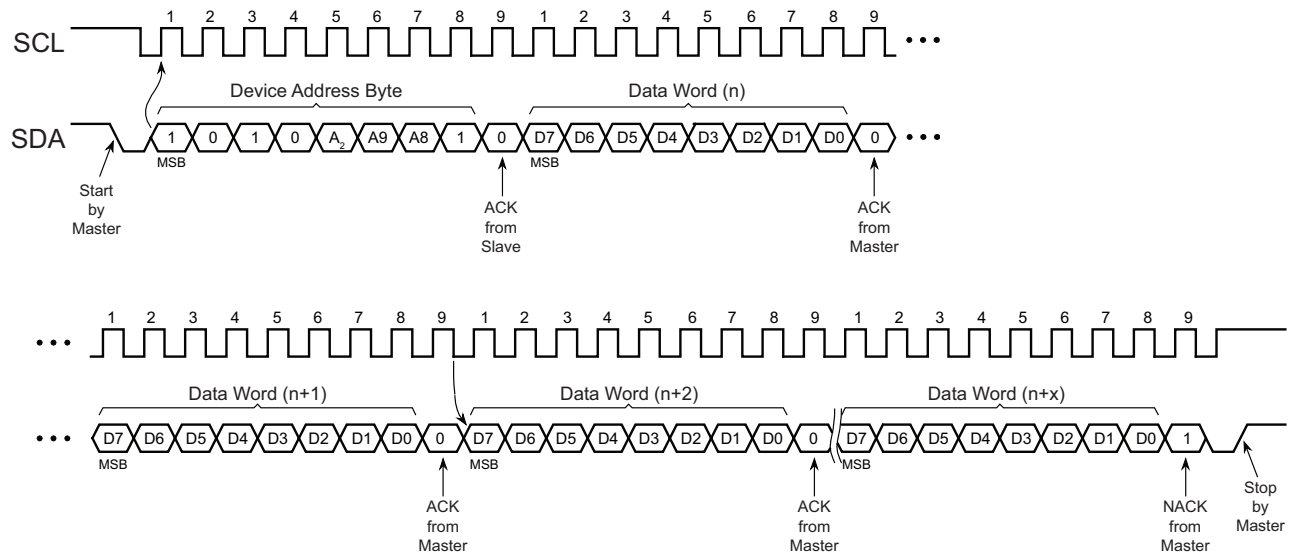 1 2 3 4 5 6 7 8 9 1 2 3 4 5 6 7 8 9
SCL
Device Address Byte Data Word (n)
SDA 1 0 1 0 A2 A9 A8 1 0 D7 D6 D5 D4 D3 D2 D1 D0 0
MSB MSB
Start
by
Master
ACK
from
Slave
ACK
from
Master
1 2 3 4 5 6 7 8 9 1 2 3 4 5 6 7 8 9 1 2 3 4 5 6 7 8 9
Data Word (n+1) Data Word (n+2) Data Word (n+x)
D7 D6 D5 D4 D3 D2 D1 D0 0 D7 D6 D5 D4 D3 D2 D1 D0 0 D7 D6 D5 D4 D3 D2 D1 D0 1
MSB MSB MSB
ACK
from
Master
ACK
from
Master
NACK
from
Master
Stop
by
Master